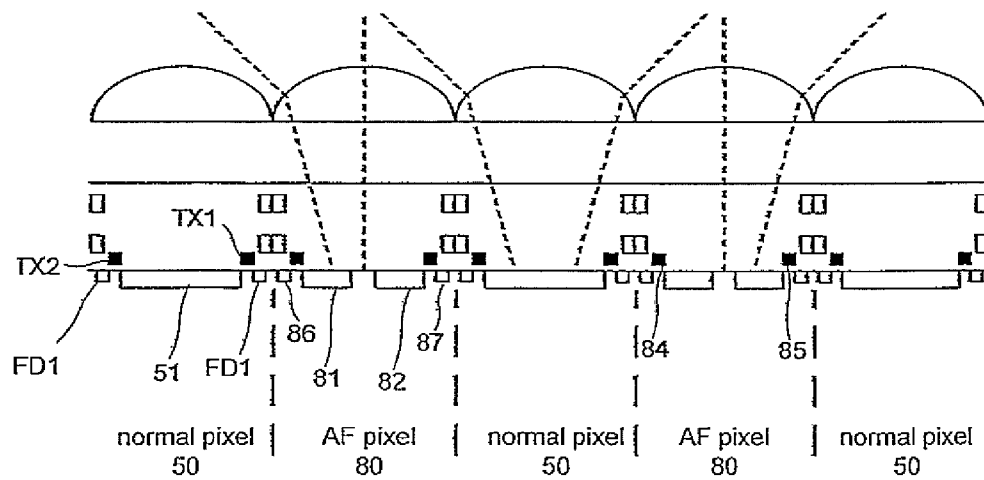 TX1
TX2
FD1
51
FD1
86
81
82
87
84
85
normal pixel
50
AF pixel
80
normal pixel
50
AF pixel
80
normal pixel
50